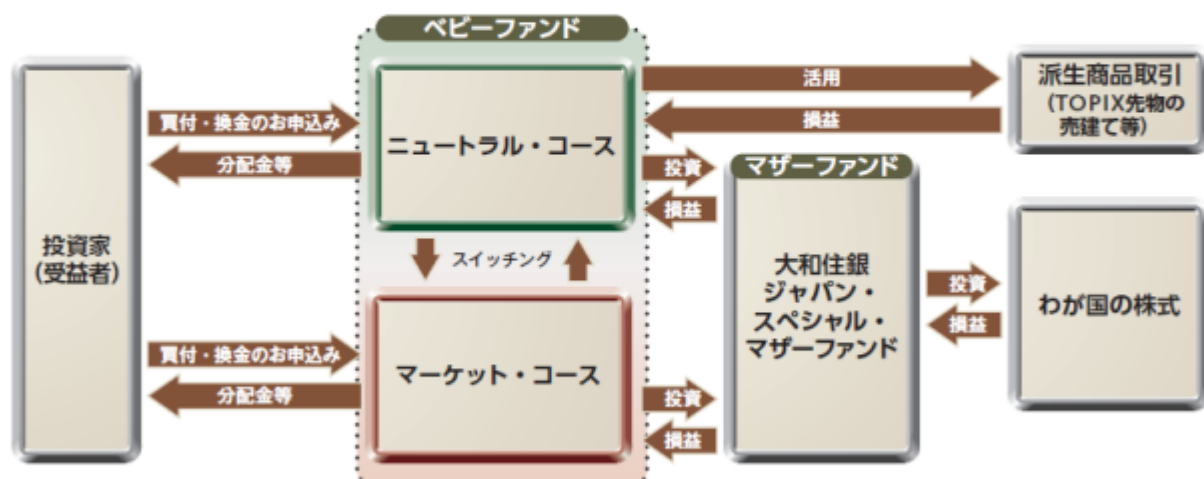 ベビーファンド
投資家
(受益者)
買付・換金のお申込み
分配金等
ニュートラル・コース
活用
損益
派生商品取引
(TOPIX先物の
売建て等)
投資
損益
スイッチング
買付・換金のお申込み
分配金等
マーケット・コース
投資
損益
マザーファンド
大和住銀
ジャパン・
スペシャル・
マザーファンド
投資
損益
わが国の株式